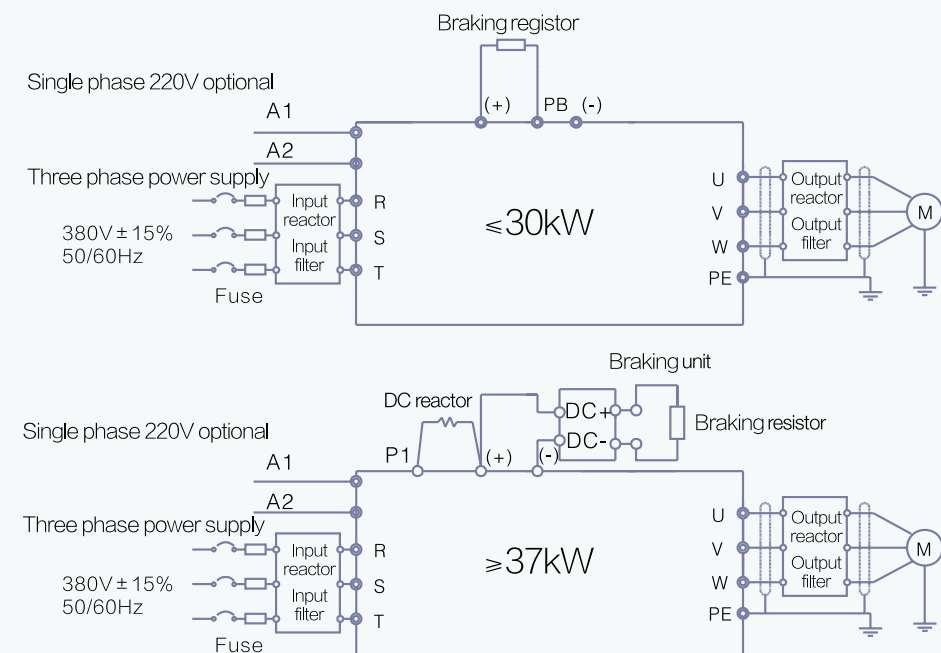 Braking registor
Single phase 220V optional
(+) PB (-)
A1
A2
Three phase power supply
380V ± 15%
50/60Hz
Fuse
Input
reactor
Input
filter
R
S
T
≤30kW
U
V
W
PE
Output
reactor
Output
filter
M
Braking unit
DC reactor
DC+
DC-
Braking resistor
Single phase 220V optional
P1 (+) (-)
A1
A2
Three phase power supply
380V ± 15%
50/60Hz
Fuse
Input
reactor
Input
filter
R
S
T
≥37kW
U
V
W
PE
Output
reactor
Output
filter
M